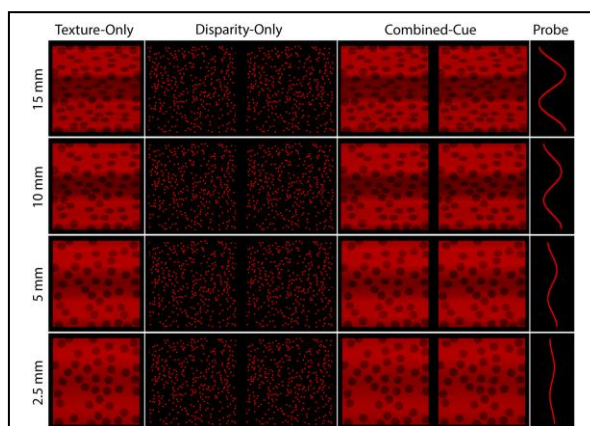 Texture-Only Disparity-Only Combined-Cue Probe
15 mm
10 mm
5 mm
2.5 mm